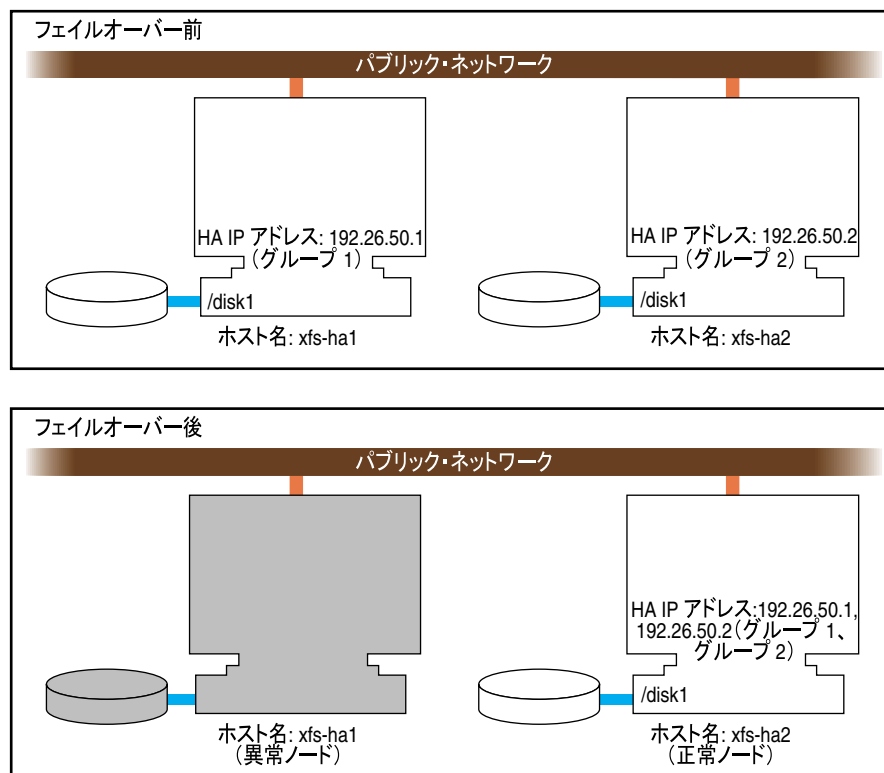 フェイルオーバー前
パブリック・ネットワーク
HA IP アドレス: 192.26.50.1
(グループ 1)
HA IP アドレス: 192.26.50.2
(グループ 2)
/disk1
/disk1
ホスト名: xfs-ha1
ホスト名: xfs-ha2
フェイルオーバー後
パブリック・ネットワーク
HA IP アドレス:192.26.50.1,
192.26.50.2(グループ 1、
グループ 2)
/disk1
ホスト名: xfs-ha1
(異常ノード)
ホスト名: xfs-ha2
(正常ノード)